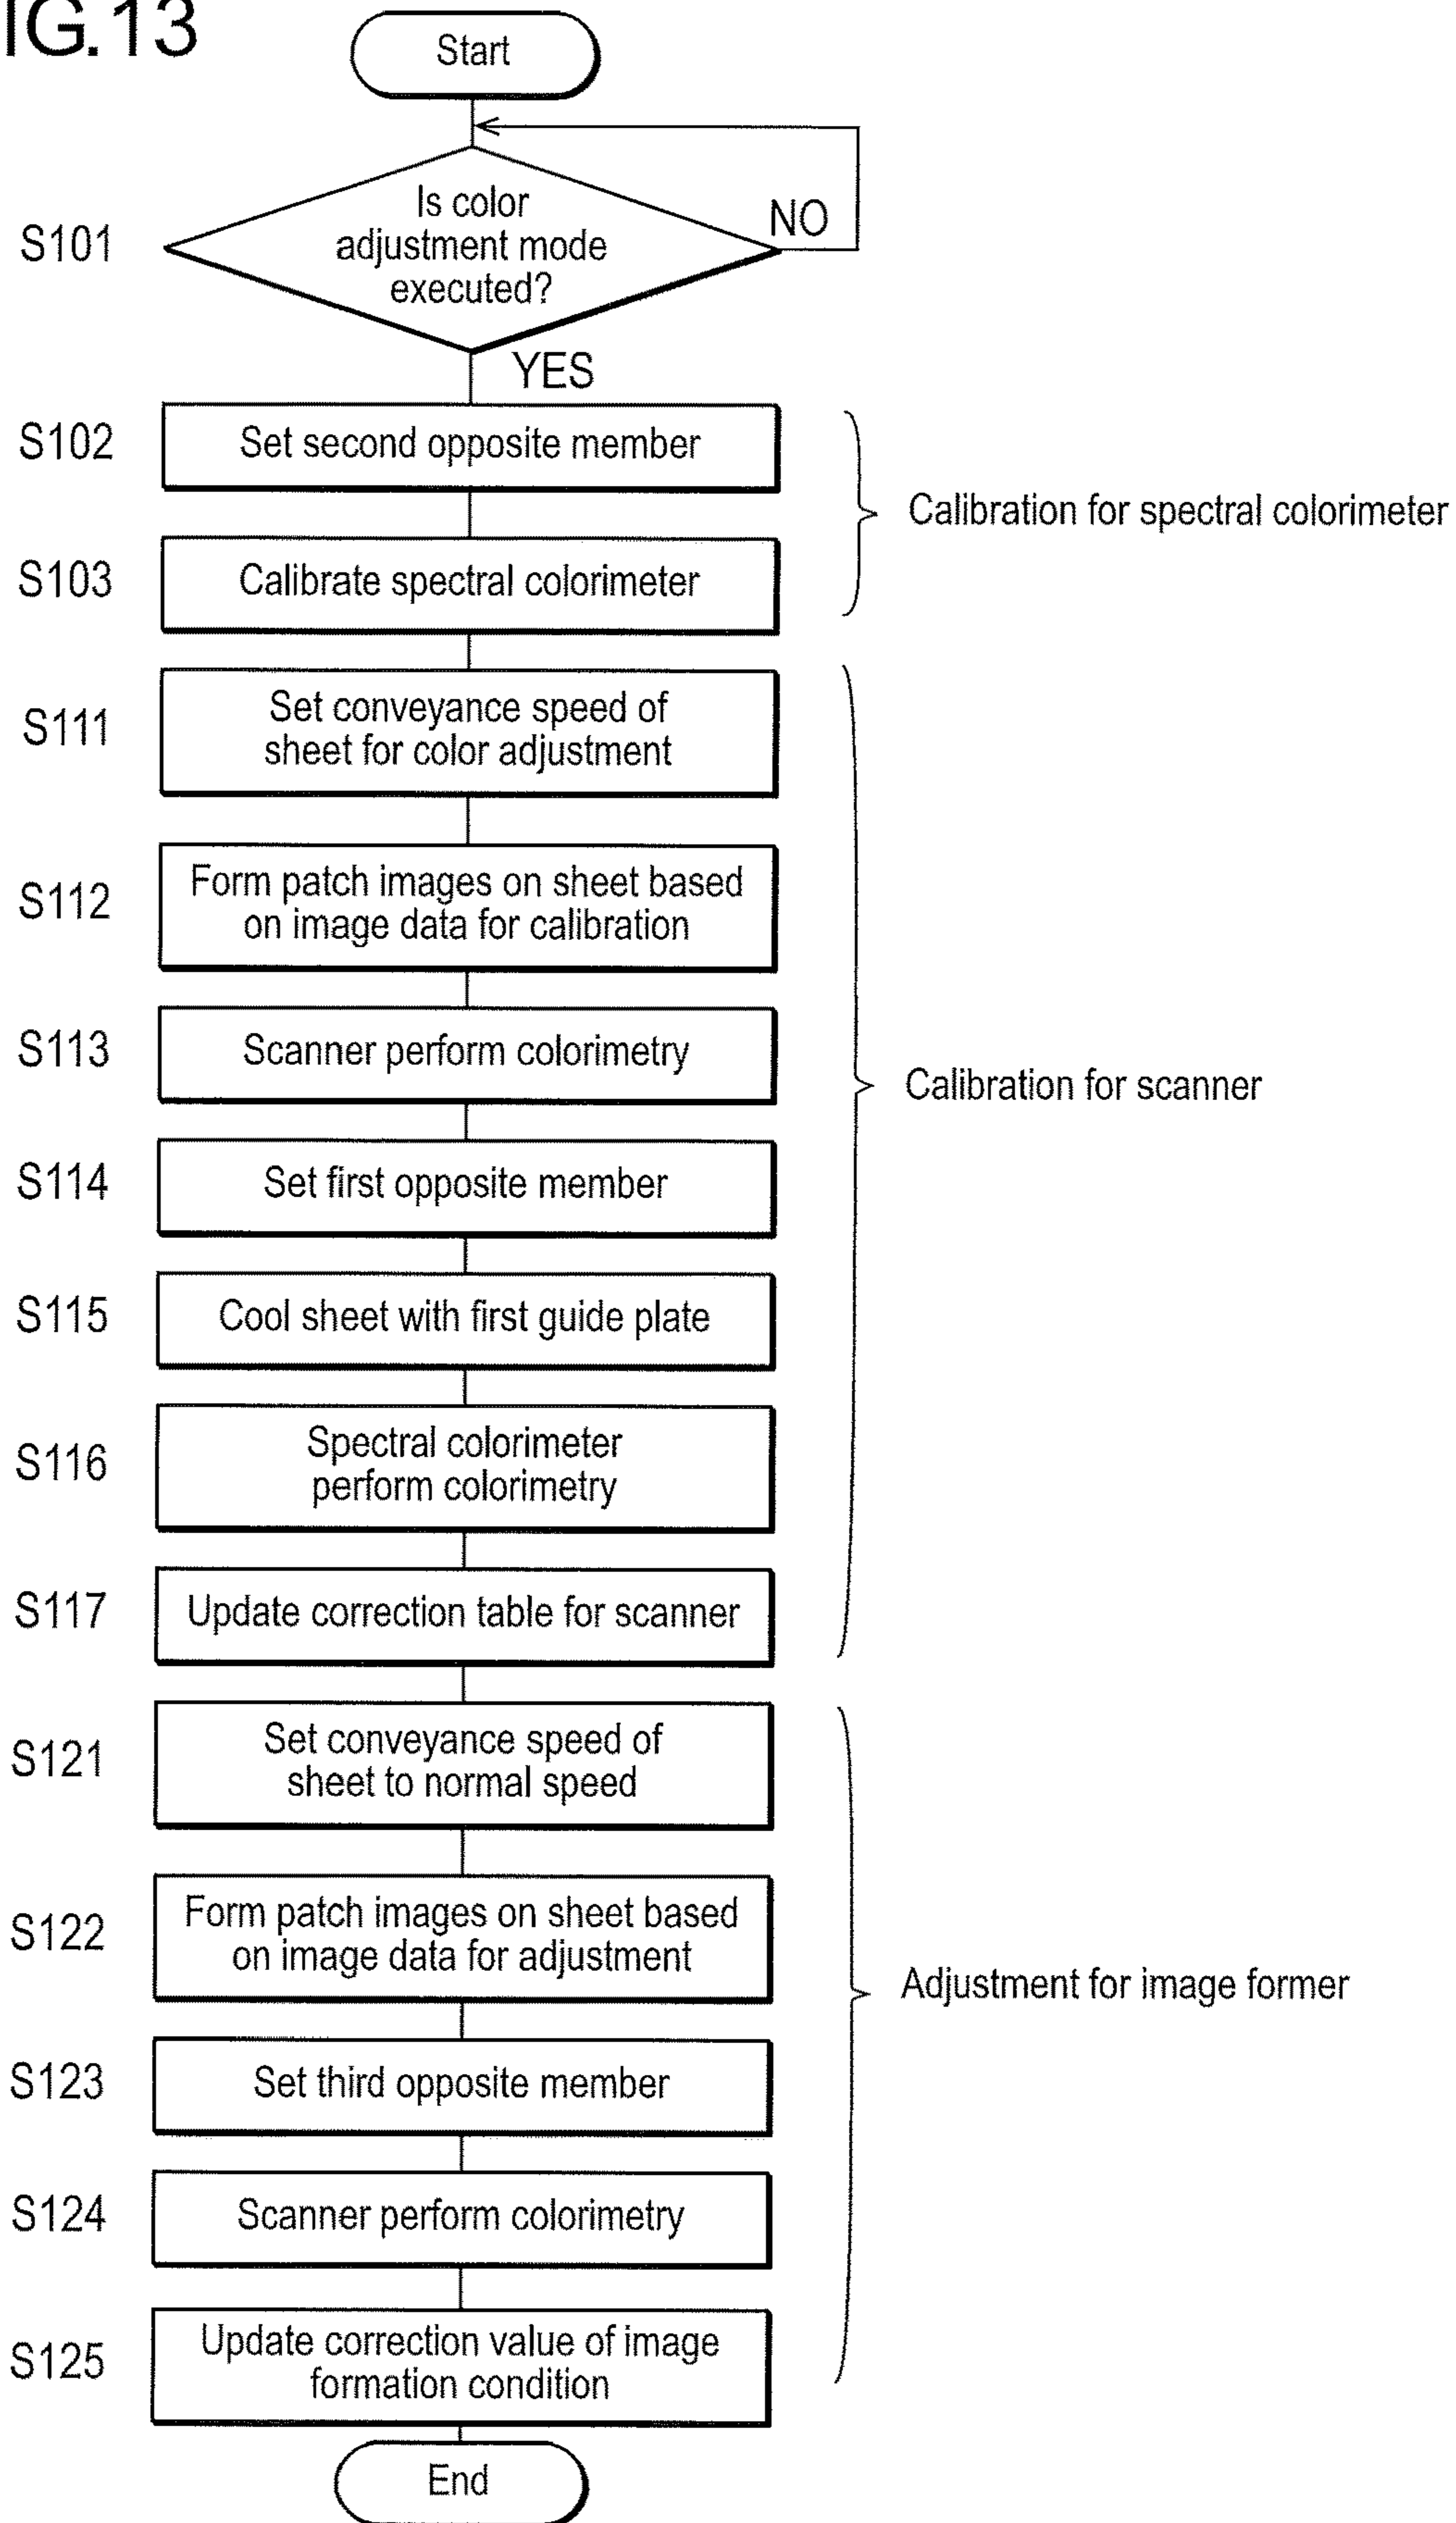 IG.13
Start
S101
Is color
adjustment mode
executed?
NO
YES
S102
Set second opposite member
S103
Calibrate spectral colorimeter
Calibration for spectral colorimeter
S111
Set conveyance speed of
sheet for color adjustment
S112
Form patch images on sheet based
on image data for calibration
S113
Scanner perform colorimetry
S114
Set first opposite member
S115
Cool sheet with first guide plate
S116
Spectral colorimeter
perform colorimetry
S117
Update correction table for scanner
Calibration for scanner
S121
Set conveyance speed of
sheet to normal speed
S122
Form patch images on sheet based
on image data for adjustment
S123
Set third opposite member
S124
Scanner perform colorimetry
S125
Update correction value of image
formation condition
Adjustment for image former
End